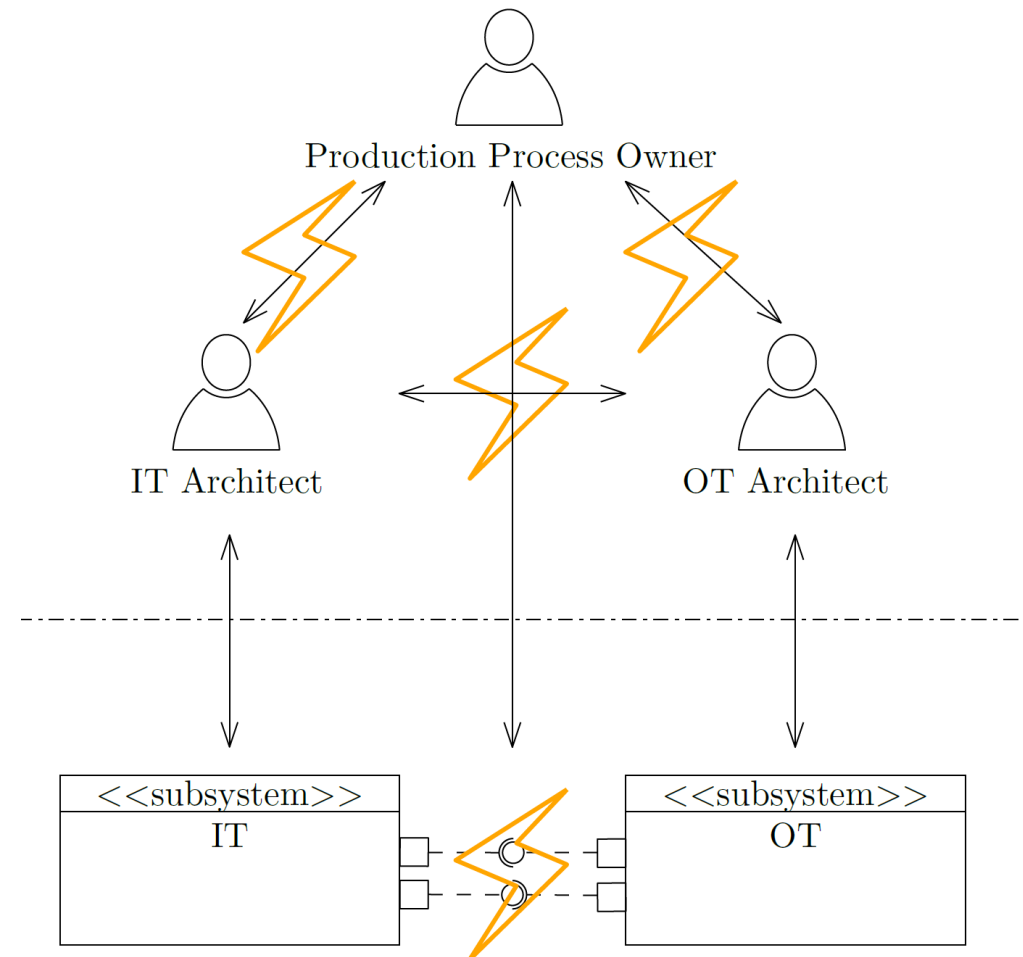 Production Process Owner
IT Architect
OT Architect
<<subsystem>>
IT
<<subsystem>>
OT